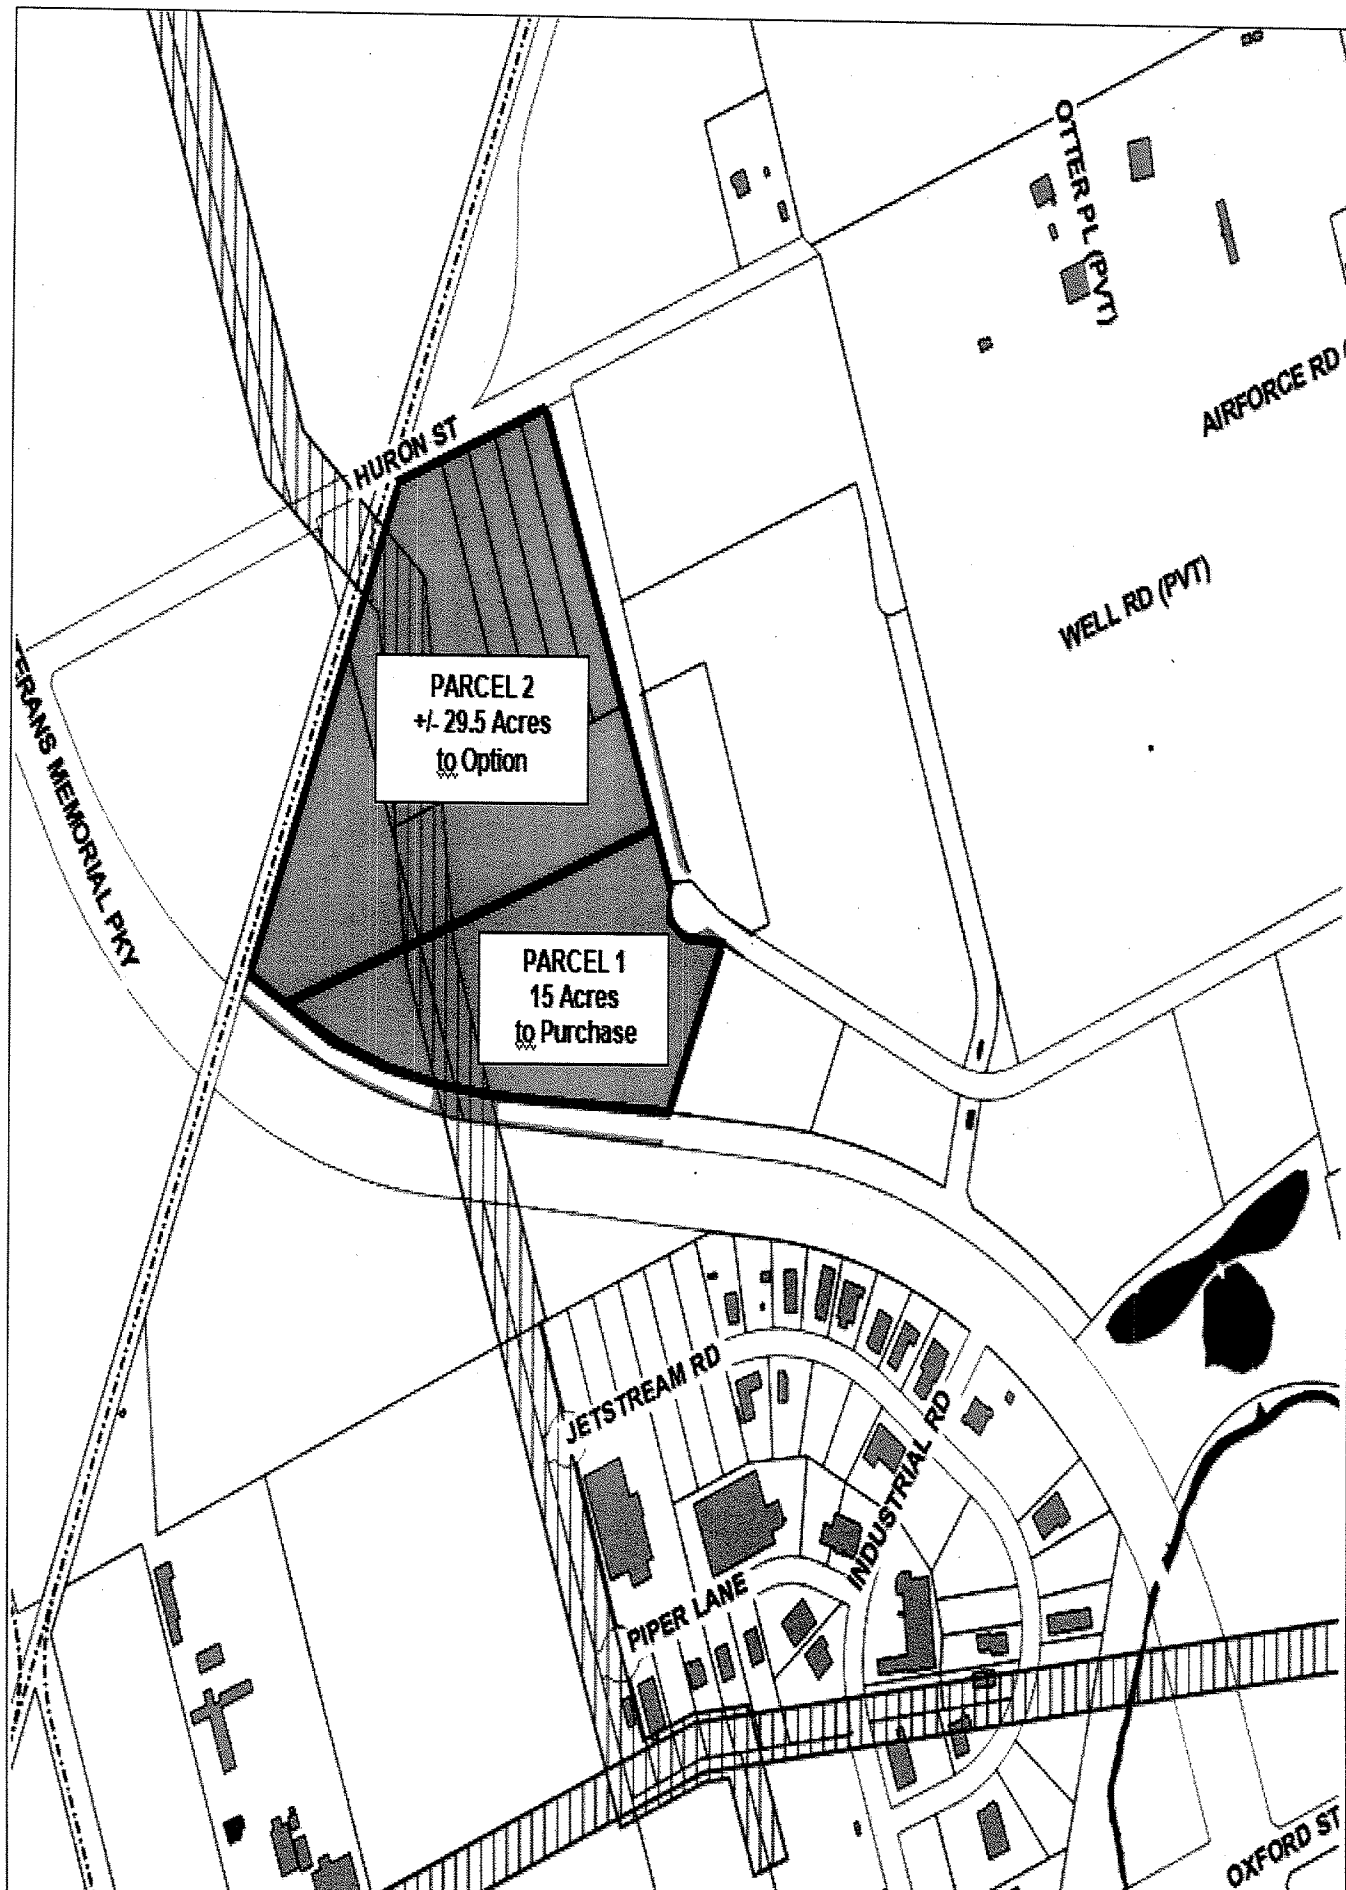 OTTER PL (PVT)
AIRFORCE RD (
HURON ST
WELL RD (PVT)
PARCEL 2
+/- 29.5 Acres
to Option
TERANS MEMORIAL PKY
PARCEL 1
15 Acres
to Purchase
JETSTREAM RD
INDUSTRIAL RD
PIPER LANE
OXFORD ST